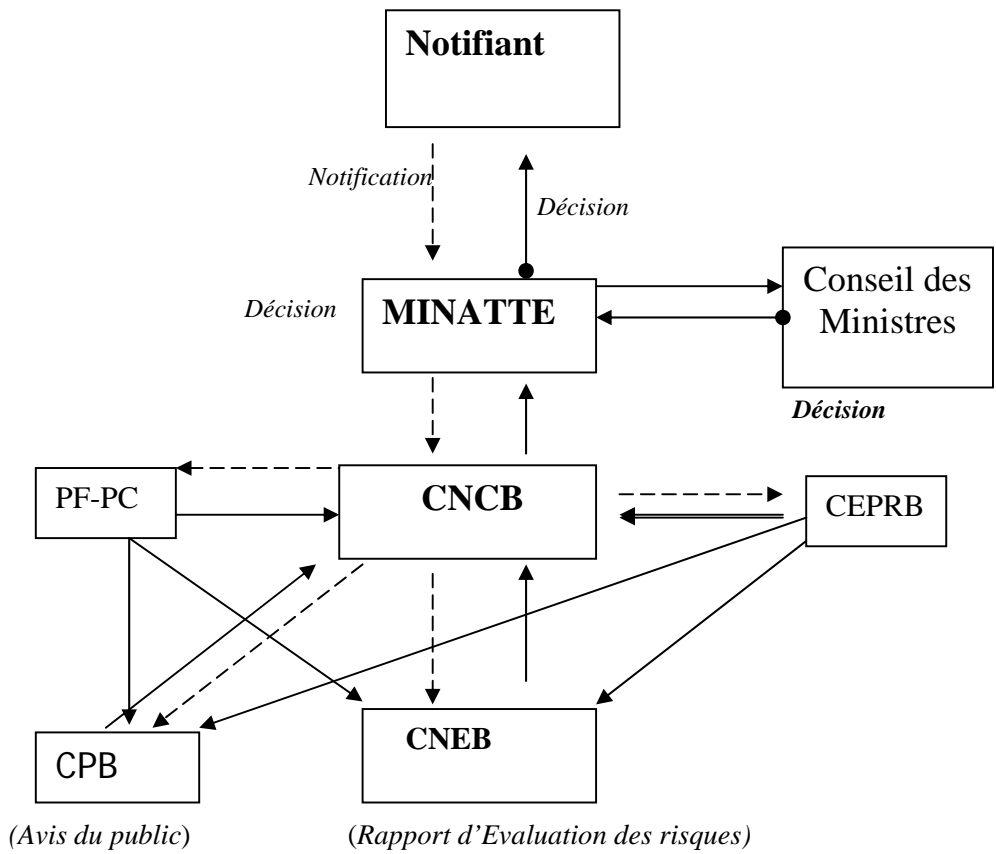 Notifiant
Notification
Décision
Décision
MINATTE
Conseil des
Ministres
Décision
PF-PC
CNCB
CEPRB
CPB
CNEB
(Avis du public)
(Rapport d’Evaluation des risques)